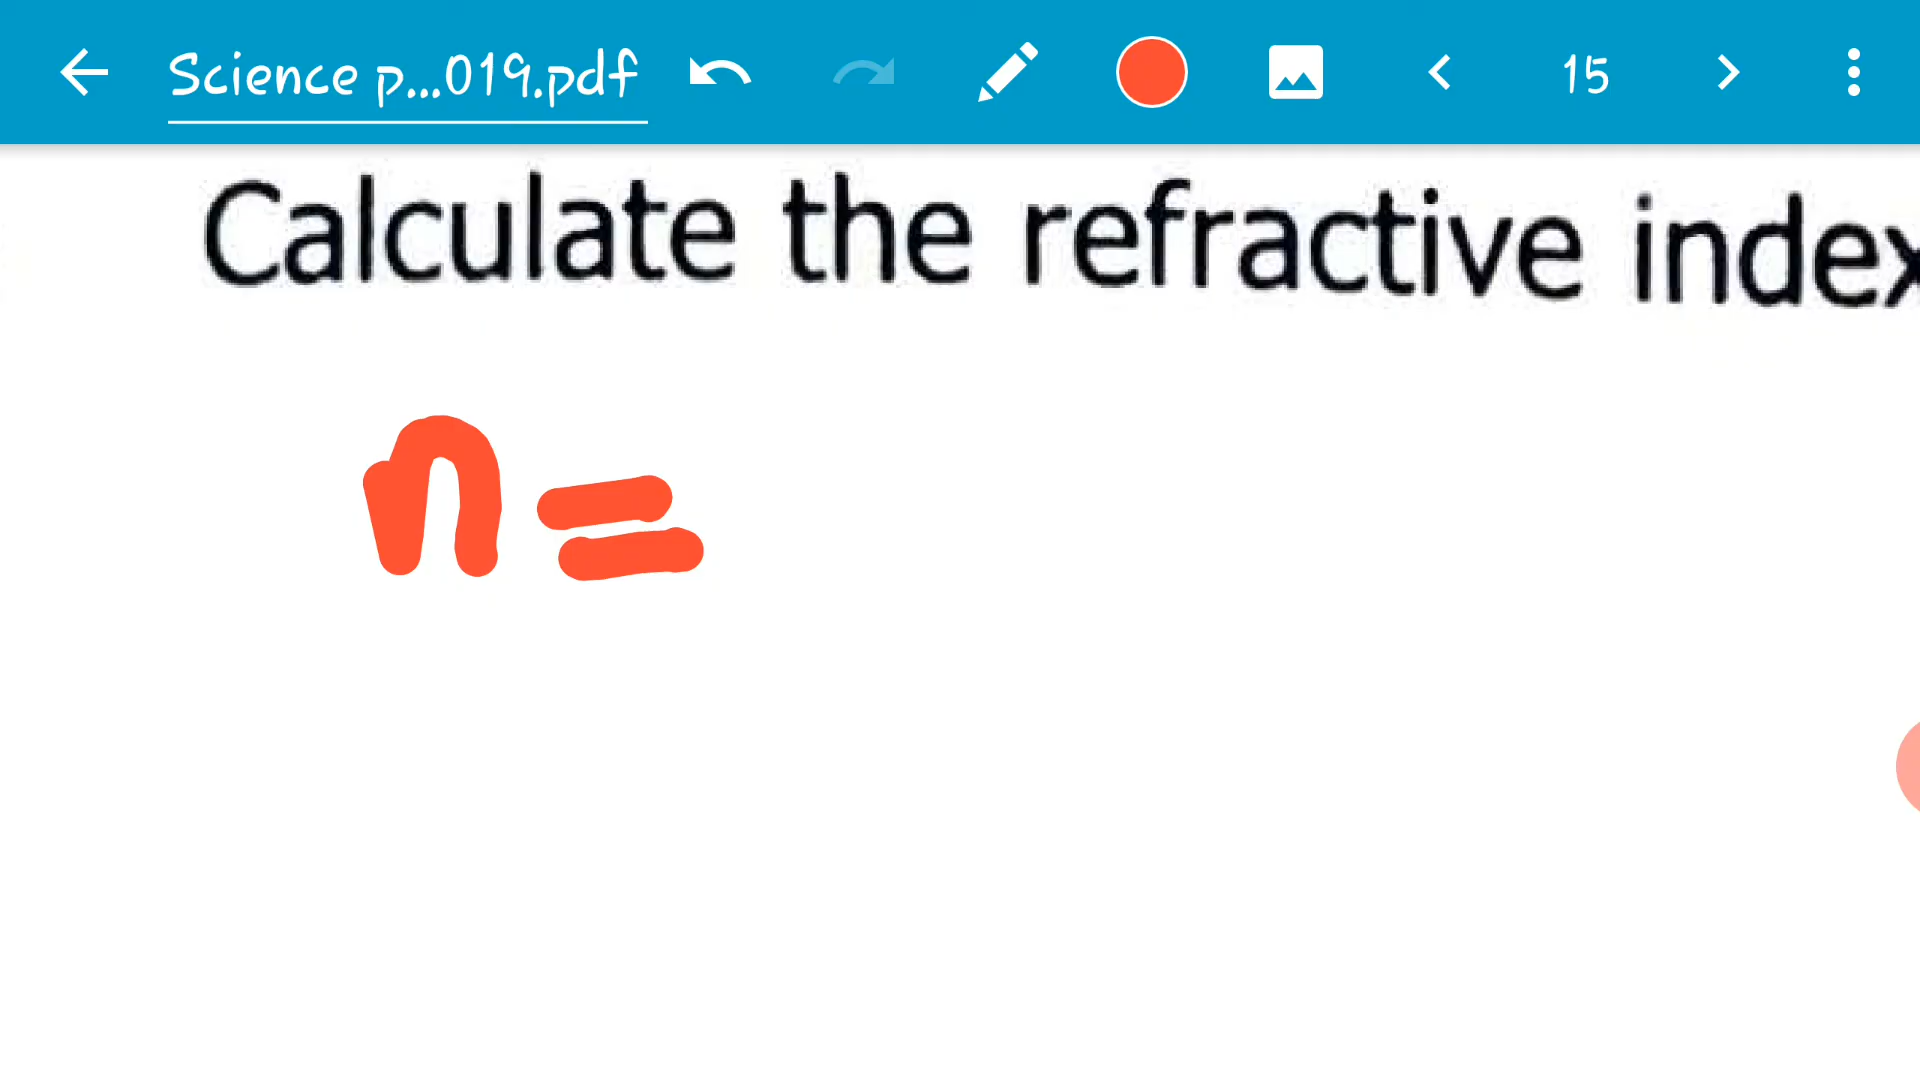 Science p...019.pdf 15
Calculate the refractive index
n=